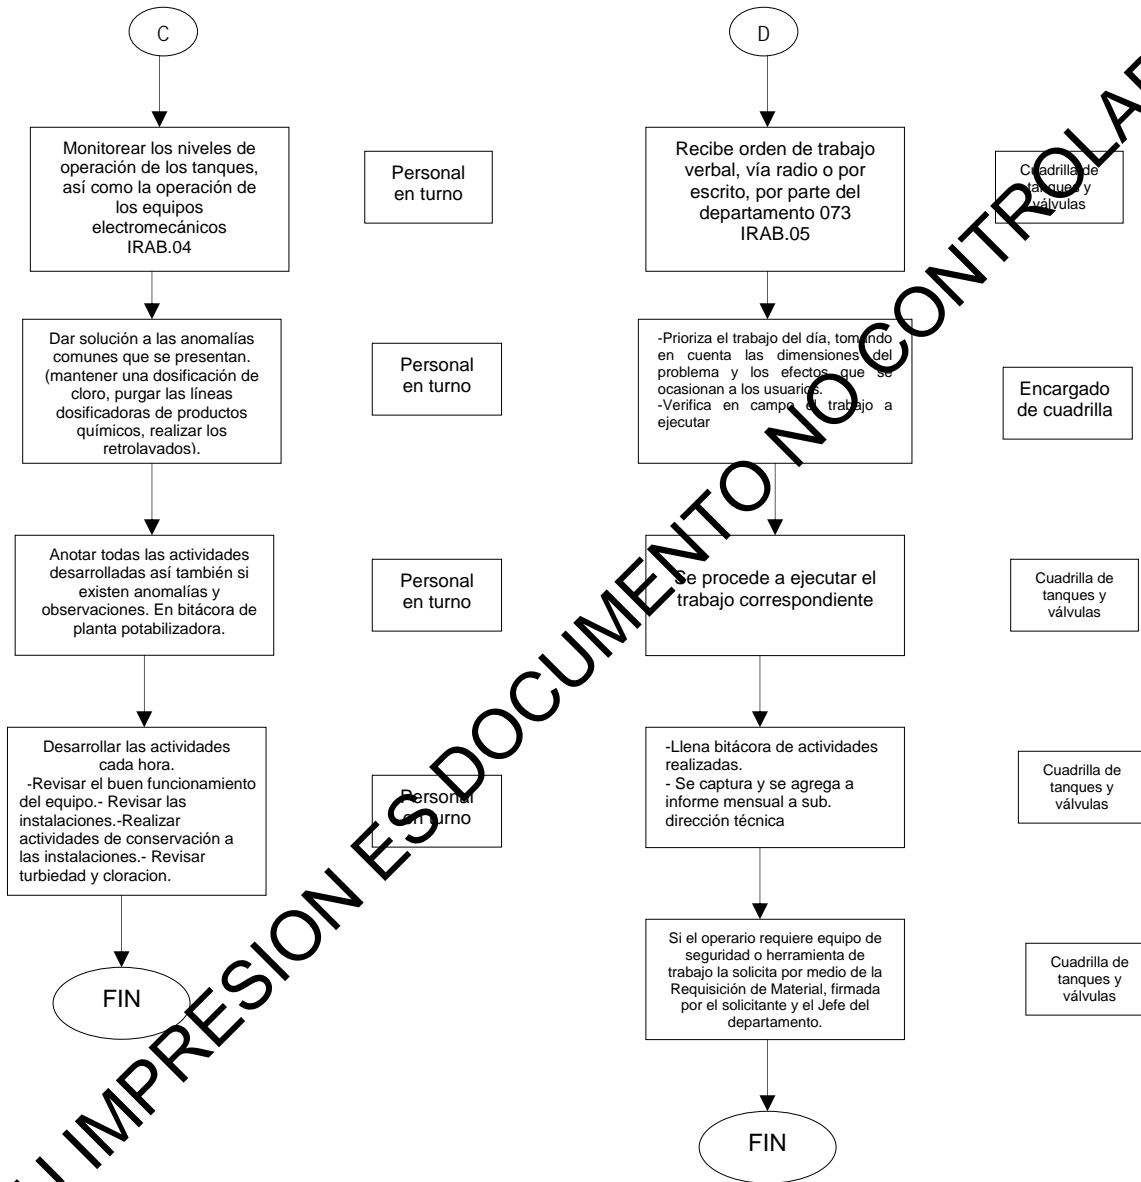 C
Monitorear los niveles de
operación de los tanques,
así como la operación de
los equipos
electromecánicos
IRAB.04
Personal
en turno
Dar solución a las anomalías
comunes que se presentan.
(mantener una dosificación de
cloro, purgar las líneas
dosificadoras de productos
químicos, realizar los
retrolavados).
Personal
en turno
Anotar todas las actividades
desarrolladas así también si
existen anomalías y
observaciones. En bitácora de
planta potabilizadora.
Personal
en turno
Desarrollar las actividades
cada hora.
-Revisar el buen funcionamiento
del equipo.- Revisar las
instalaciones.-Realizar
actividades de conservación a
las instalaciones.- Revisar
turbiedad y cloracion.
Personal
en turno
FIN
D
Recibe orden de trabajo
verbal, vía radio o por
escrito, por parte del
departamento 073
IRAB.05
Cuadrilla de
tanques y
válvulas
-Prioriza el trabajo del día, tomando
en cuenta las dimensiones del
problema y los efectos que se
ocasionan a los usuarios.
-Verifica en campo el trabajo a
ejecutar
Encargado
de cuadrilla
Se procede a ejecutar el
trabajo correspondiente
Cuadrilla de
tanques y
válvulas
-Llena bitácora de actividades
realizadas.
- Se captura y se agrega a
informe mensual a sub.
dirección técnica
Cuadrilla de
tanques y
válvulas
Si el operario requiere equipo de
seguridad o herramienta de
trabajo la solicita por medio de la
Requisición de Material, firmada
por el solicitante y el Jefe del
departamento.
Cuadrilla de
tanques y
válvulas
FIN
IMPRESION ES DOCUMENTO NO CONTROLAD